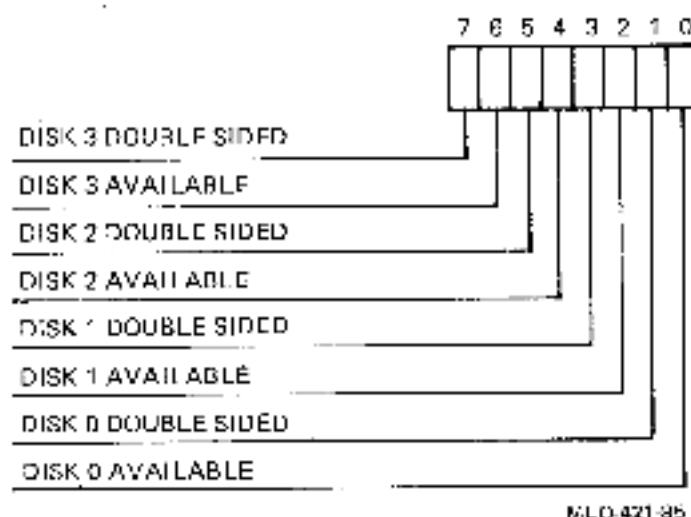 7 6 5 4 3 2 1 0
DISK 3 DOUBLE SIDED
DISK 3 AVAILABLE
DISK 2 DOUBLE SIDED
DISK 2 AVAILABLE
DISK 1 DOUBLE SIDED
DISK 1 AVAILABLE
DISK 0 DOUBLE SIDED
DISK 0 AVAILABLE